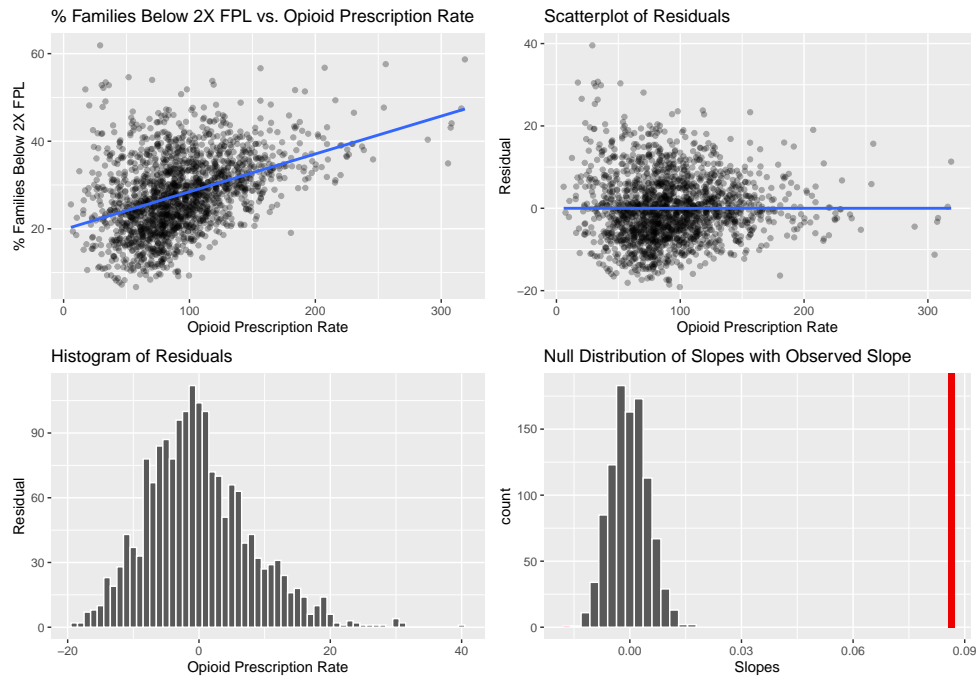 % Families Below 2X FPL vs. Opioid Prescription Rate
% Families Below 2X FPL
60
40
20
0
100
200
300
Opioid Prescription Rate
Scatterplot of Residuals
Residual
40
20
0
−20
0
100
200
300
Opioid Prescription Rate
Histogram of Residuals
Residual
90
60
30
0
−20
0
20
40
Opioid Prescription Rate
Null Distribution of Slopes with Observed Slope
count
150
100
50
0
0.00
0.03
0.06
0.09
Slopes